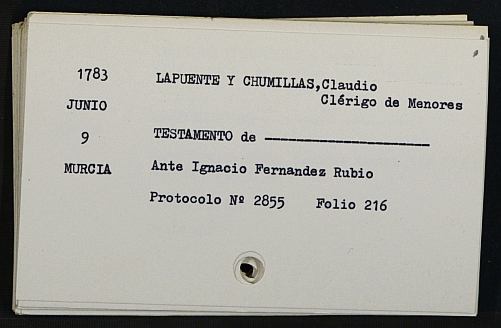 1783 LAPUENTE Y CHUMILLAS,Claudio
JUNIO Clérigo de Menores
9 TESTAMENTO de ----------------------
MURCIA Ante Ignacio Fernandez Rubio
Protocolo Nº 2855 Folio 216